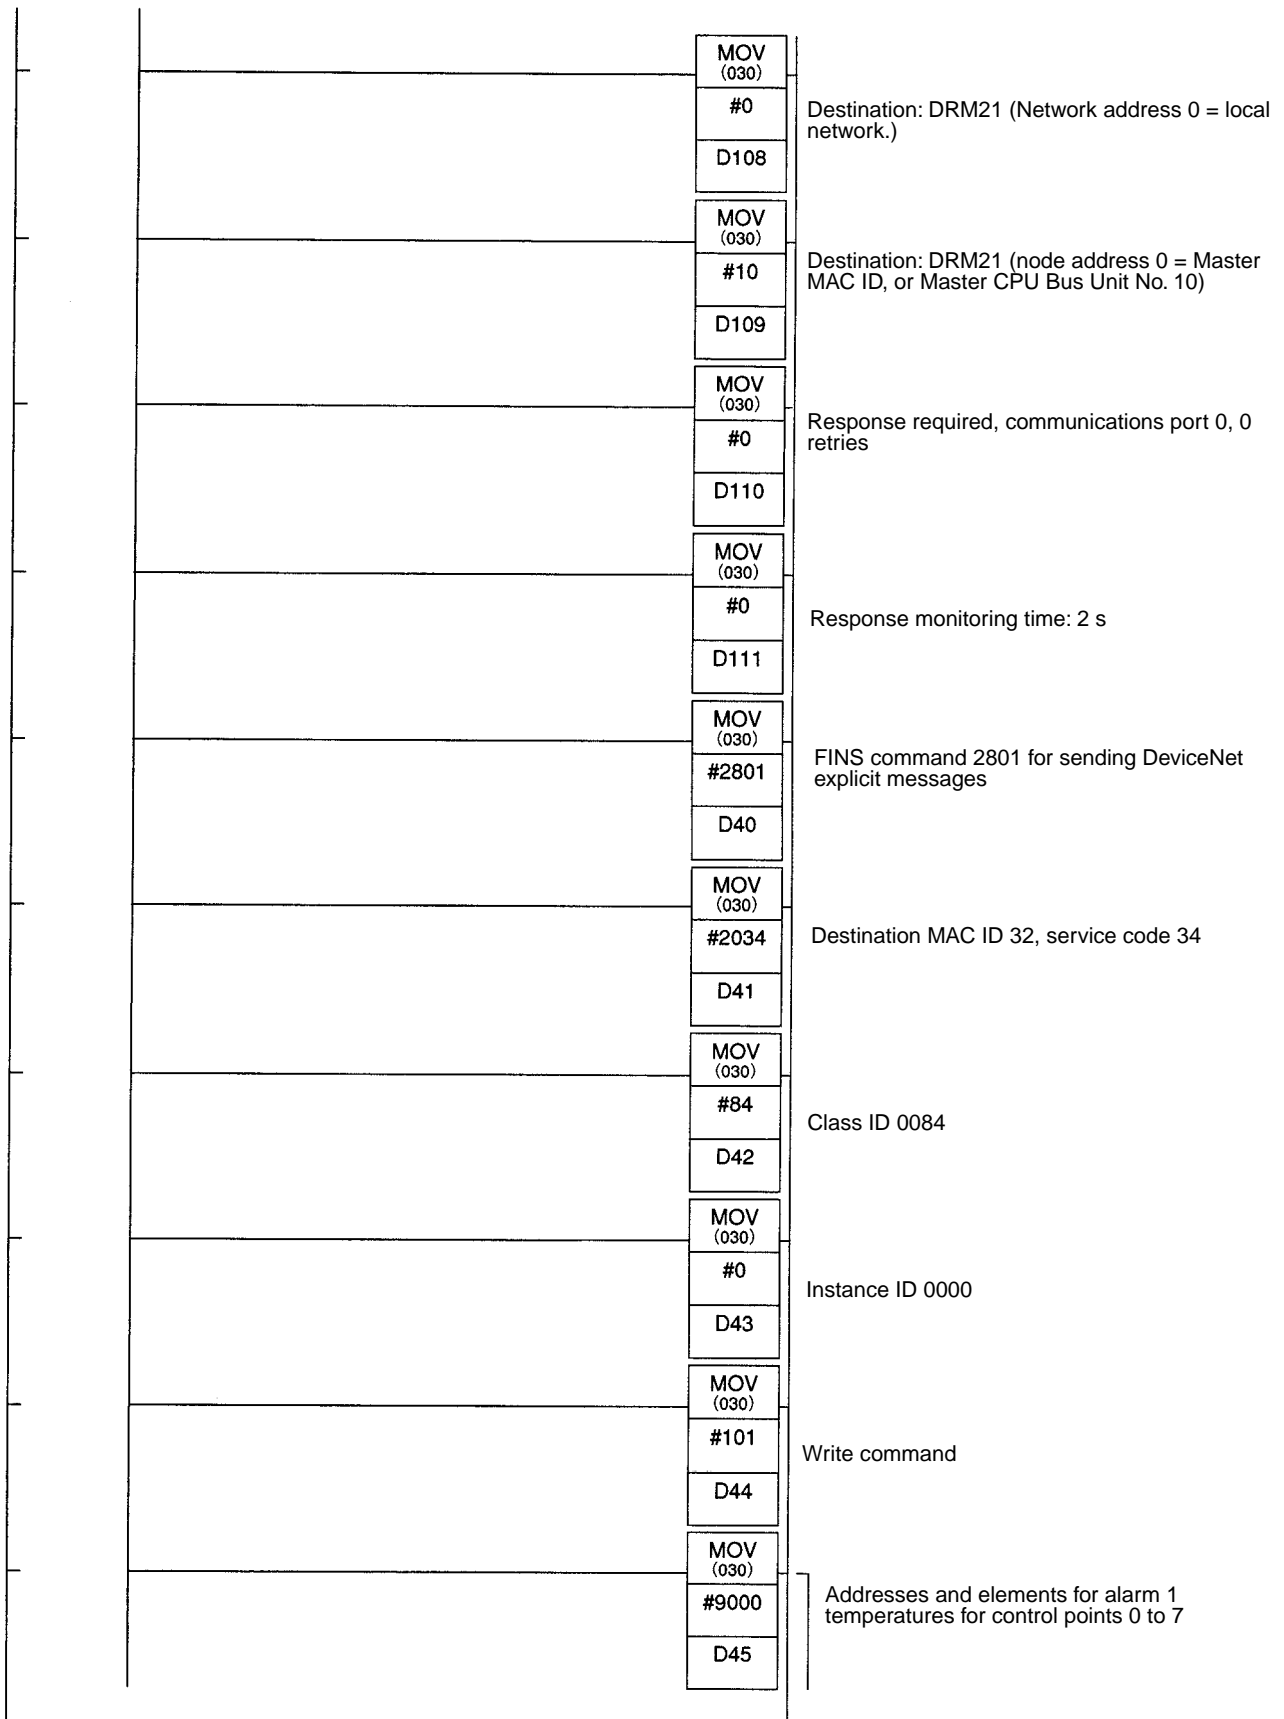 MOV
(030)
#0
D108
Destination: DRM21 (Network address 0 = local
network.)
MOV
(030)
#10
D109
Destination: DRM21 (node address 0 = Master
MAC ID, or Master CPU Bus Unit No. 10)
MOV
(030)
#0
D110
Response required, communications port 0, 0
retries
MOV
(030)
#0
D111
Response monitoring time: 2 s
MOV
(030)
#2801
D40
FINS command 2801 for sending DeviceNet
explicit messages
MOV
(030)
#2034
D41
Destination MAC ID 32, service code 34
MOV
(030)
#84
D42
Class ID 0084
MOV
(030)
#0
D43
Instance ID 0000
MOV
(030)
#101
D44
Write command
MOV
(030)
#9000
D45
Addresses and elements for alarm 1
temperatures for control points 0 to 7